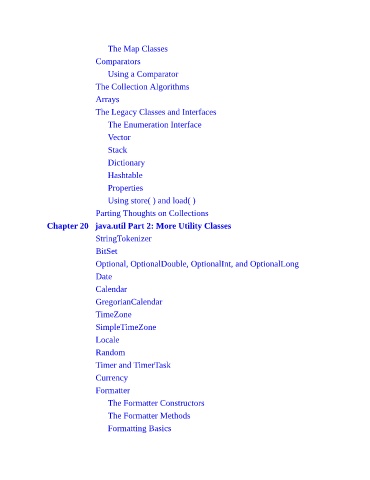 The Map Classes
Comparators
Using a Comparator
The Collection Algorithms
Arrays
The Legacy Classes and Interfaces
The Enumeration Interface
Vector
Stack
Dictionary
Hashtable
Properties
Using store( ) and load( )
Parting Thoughts on Collections
Chapter 20 java.util Part 2: More Utility Classes
StringTokenizer
BitSet
Optional, OptionalDouble, OptionalInt, and OptionalLong
Date
Calendar
GregorianCalendar
TimeZone
SimpleTimeZone
Locale
Random
Timer and TimerTask
Currency
Formatter
The Formatter Constructors
The Formatter Methods
Formatting Basics